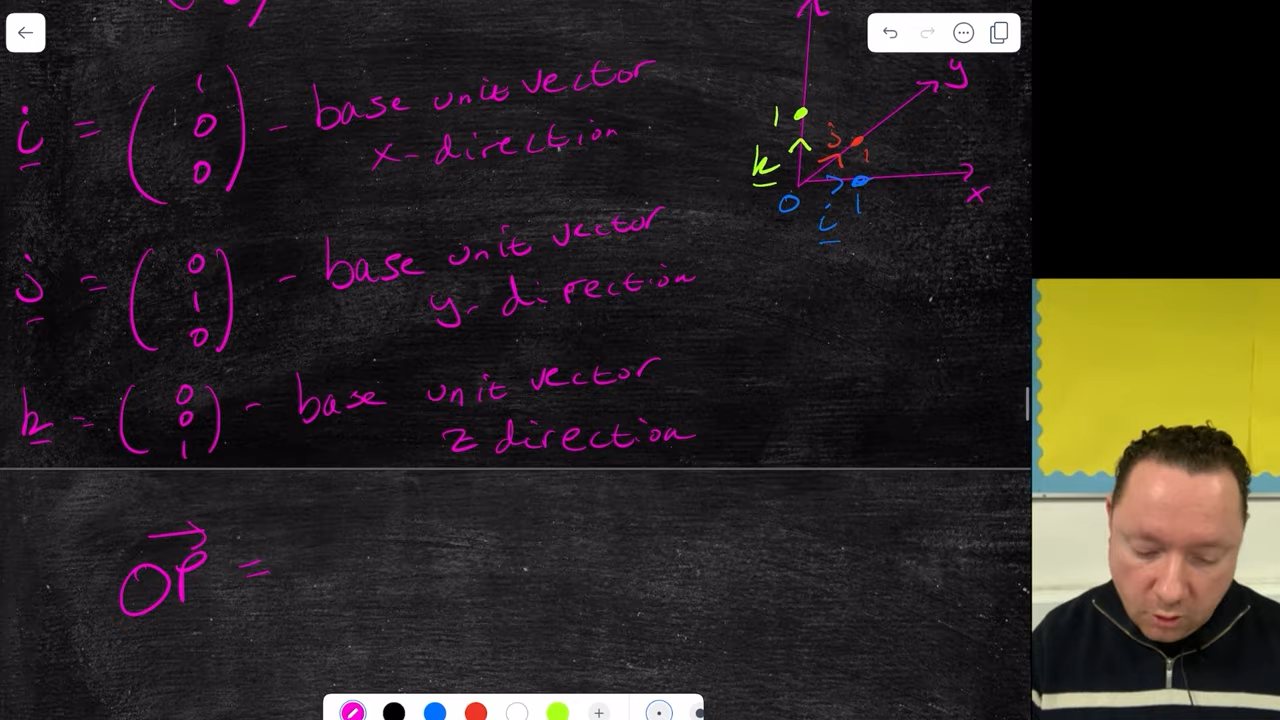 i = ( 1 0 0 ) - base unit vector
x-direction
j = ( 0 1 0 ) - base unit vector
y-direction
k = ( 0 0 1 ) - base unit vector
z direction
OP =
y
1
j
1
k
x
0
i
1